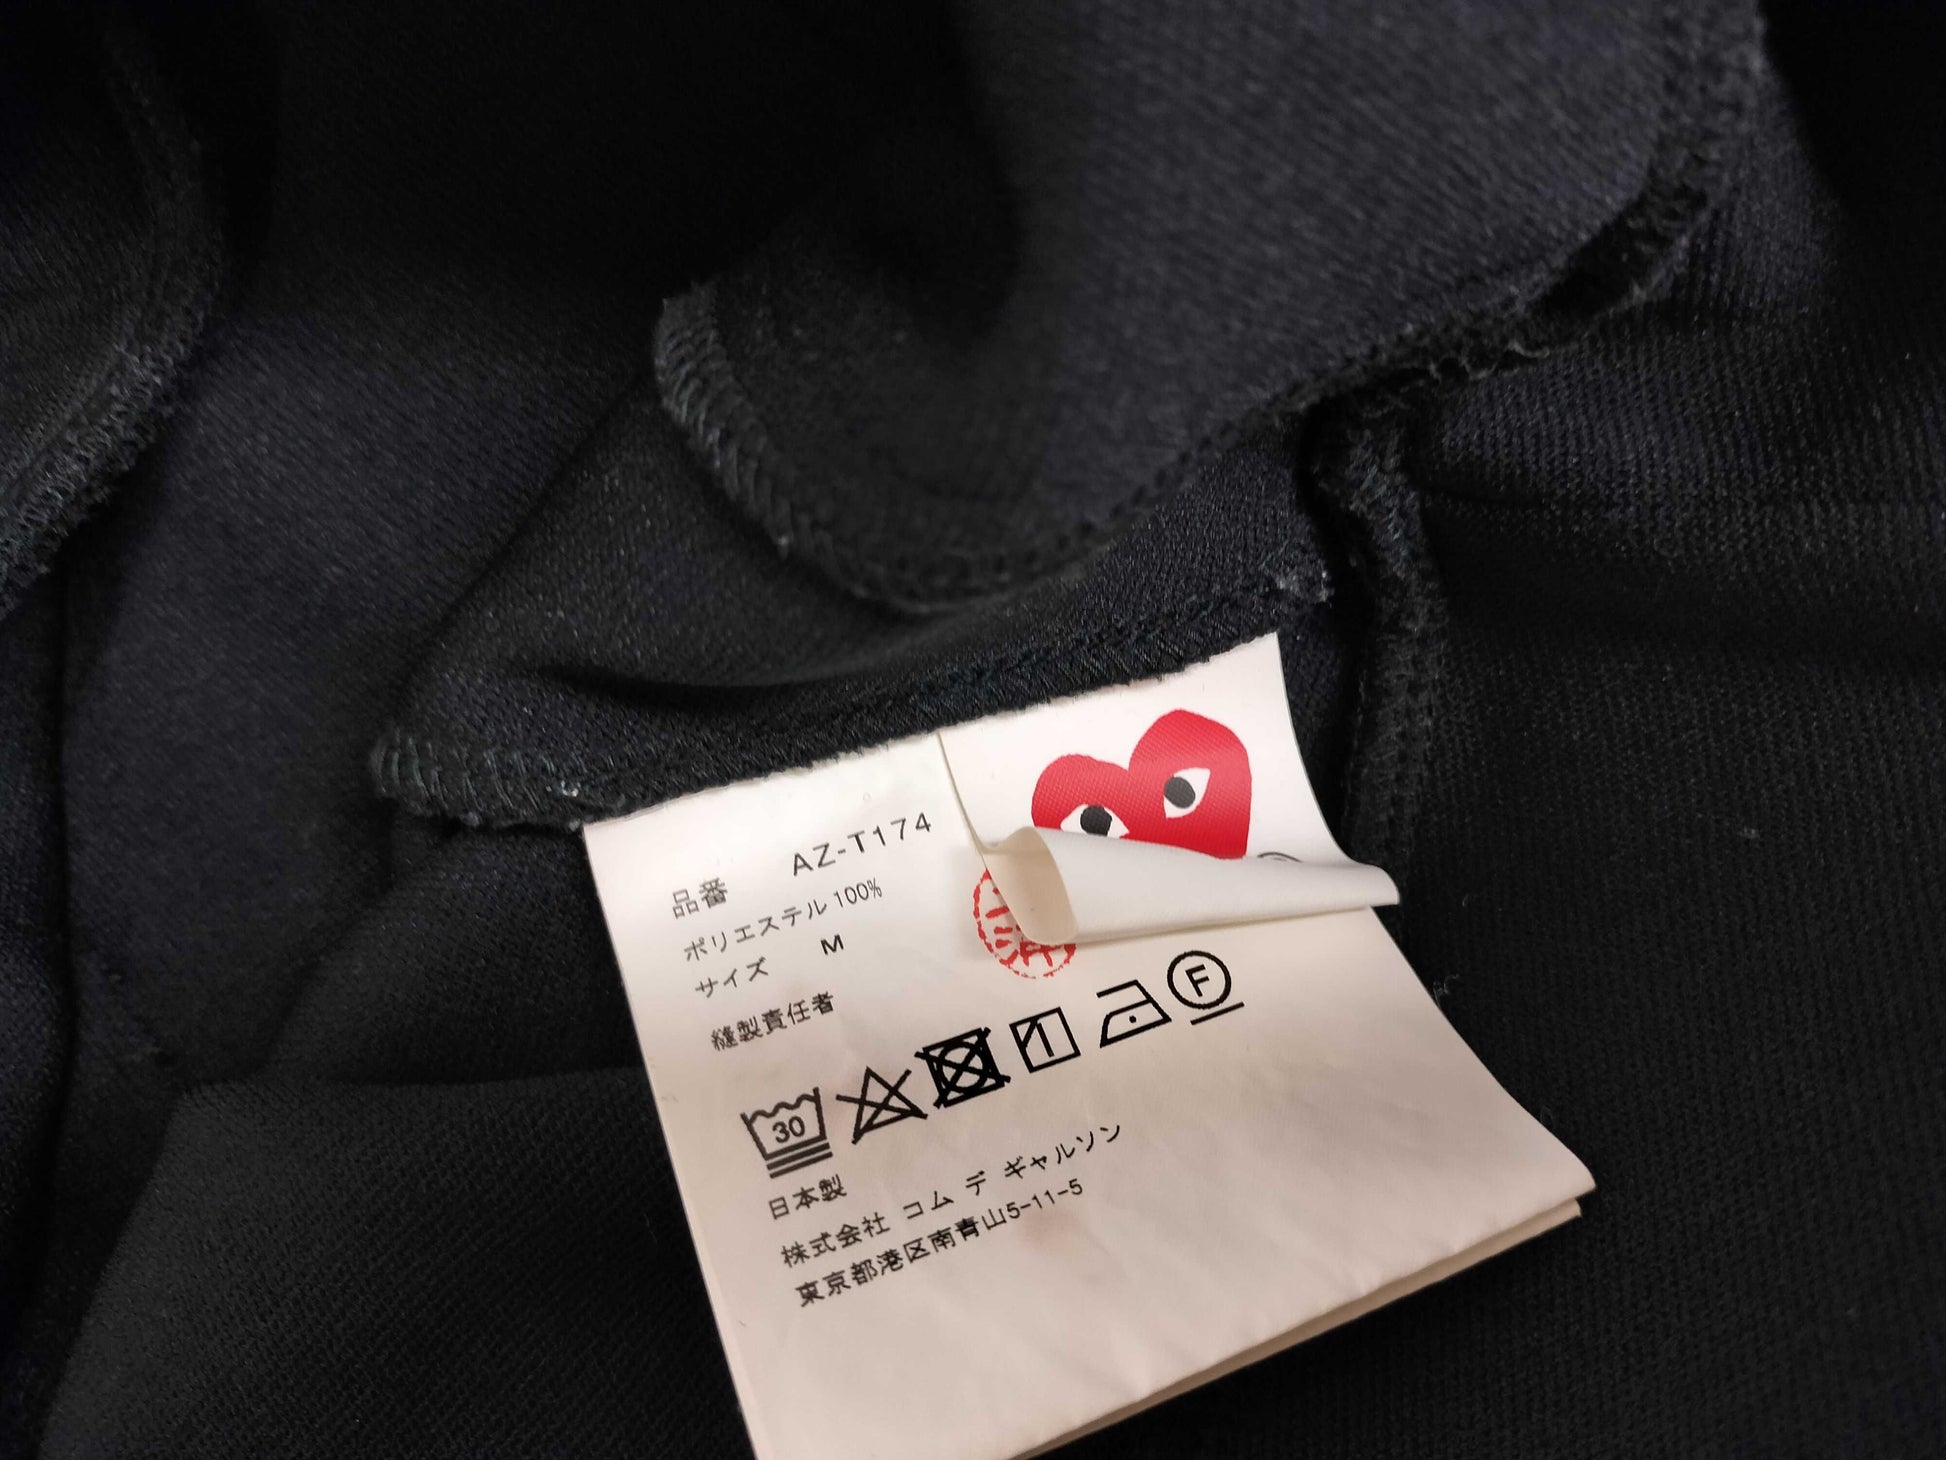 品番 AZ-T174
ポリエステル 100%
サイズ M
縫製責任者
済
30
F
日本製
株式会社 コム デ ギャルソン
東京都港区南青山5-11-5